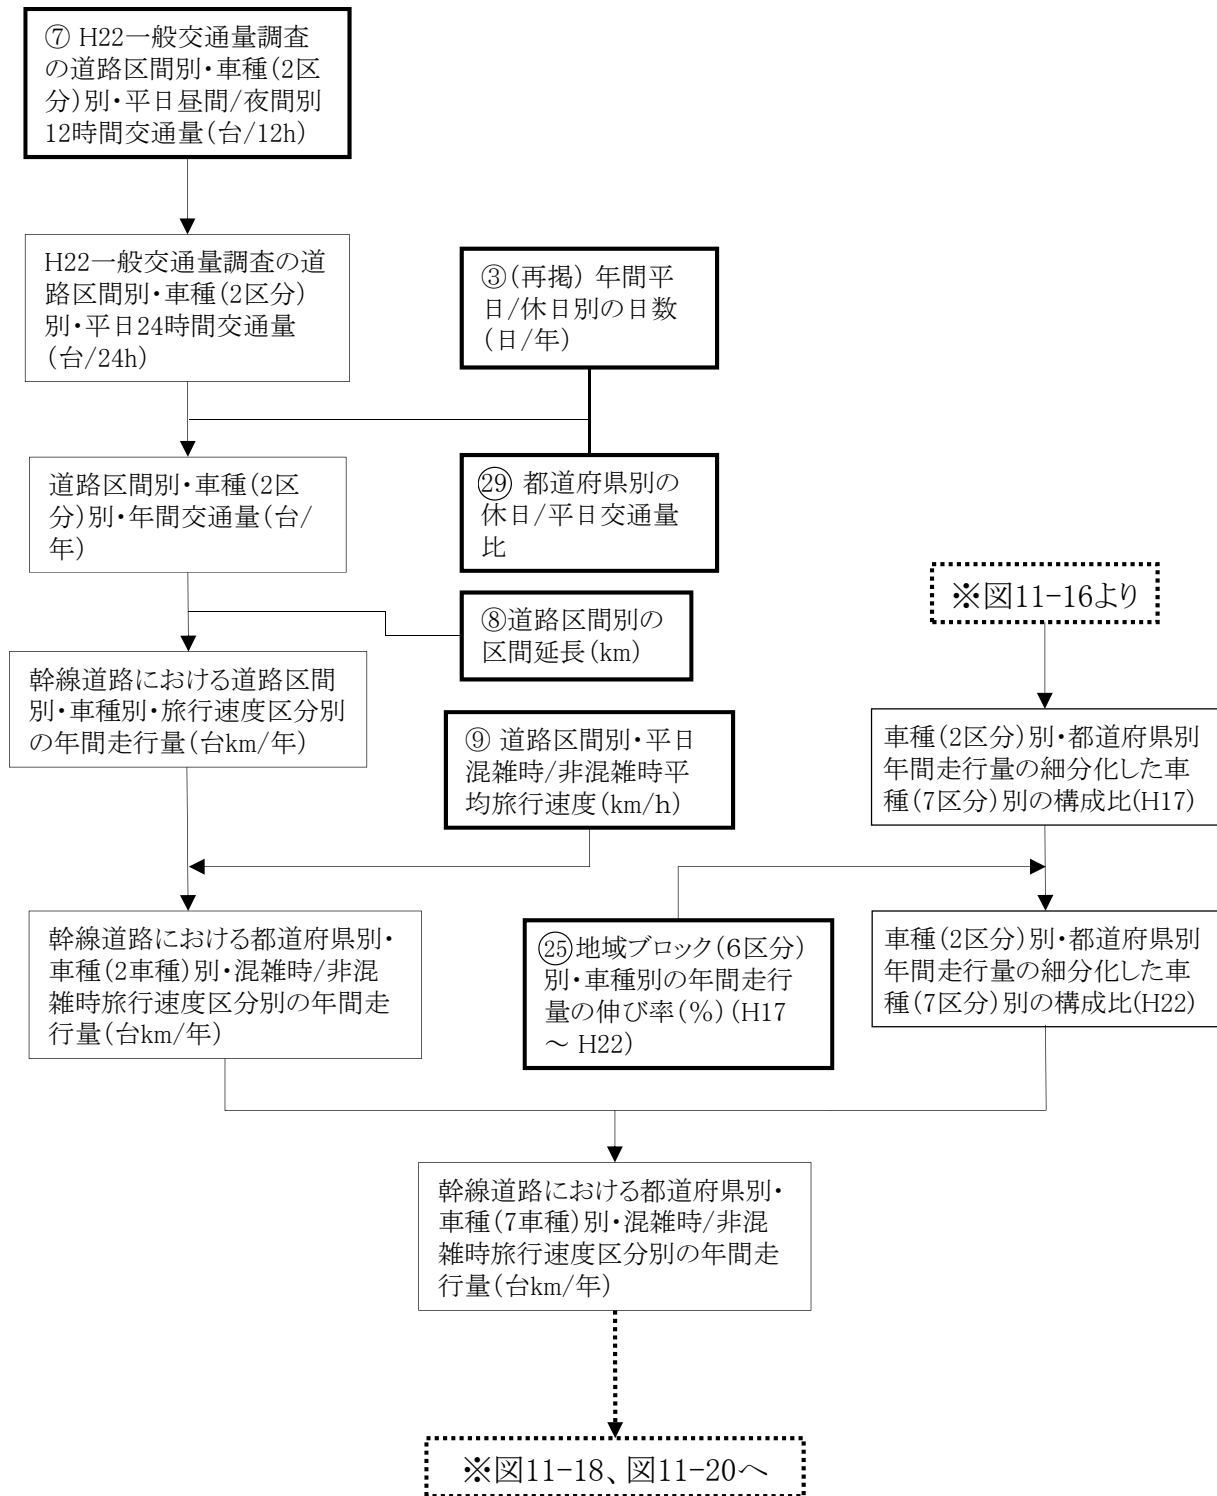 ⑦ H22一般交通量調査
の道路区間別・車種(2区
分)別・平日昼間/夜間別
12時間交通量(台/12h)
H22一般交通量調査の道
路区間別・車種(2区分)
別・平日24時間交通量
(台/24h)
③(再掲) 年間平
日/休日別の日数
(日/年)
道路区間別・車種(2区
分)別・年間交通量(台/
年)
㉙ 都道府県別の
休日/平日交通量
比
⑧道路区間別の
区間延長(km)
※図11-16より
幹線道路における道路区間
別・車種別・旅行速度区分別
の年間走行量(台km/年)
⑨ 道路区間別・平日
混雑時/非混雑時平
均旅行速度(km/h)
車種(2区分)別・都道府県別
年間走行量の細分化した車
種(7区分)別の構成比(H17)
幹線道路における都道府県別・
車種(2車種)別・混雑時/非混
雑時旅行速度区分別の年間走
行量(台km/年)
㉕地域ブロック(6区分)
別・車種別の年間走行
量の伸び率(%)(H17
～ H22)
車種(2区分)別・都道府県別
年間走行量の細分化した車
種(7区分)別の構成比(H22)
幹線道路における都道府県別・
車種(7車種)別・混雑時/非混
雑時旅行速度区分別の年間走
行量(台km/年)
※図11-18、図11-20へ